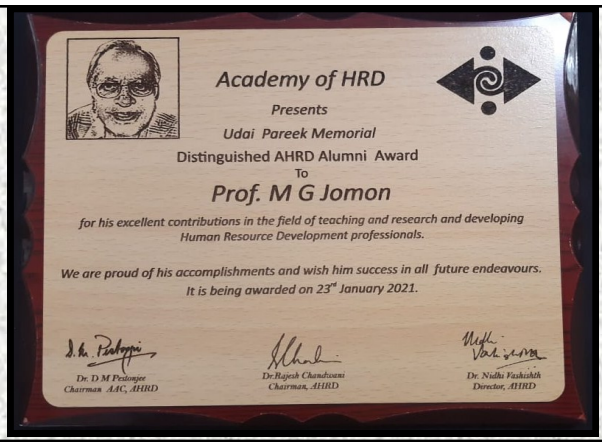 Academy of HRD
Presents
Udai Pareek Memorial
Distinguished AHRD Alumni Award
To
Prof. M G Jomon
for his excellent contributions in the field of teaching and research and developing
Human Resource Development professionals.
We are proud of his accomplishments and wish him success in all future endeavours.
It is being awarded on 23rd January 2021.
D. M. Pestonjee
Nidhi Vashishth
Dr. D M Pestonjee
Chairman AAC, AHRD
Dr.Rajesh Chandwani
Chairman, AHRD
Dr. Nidhi Vashishth
Director, AHRD